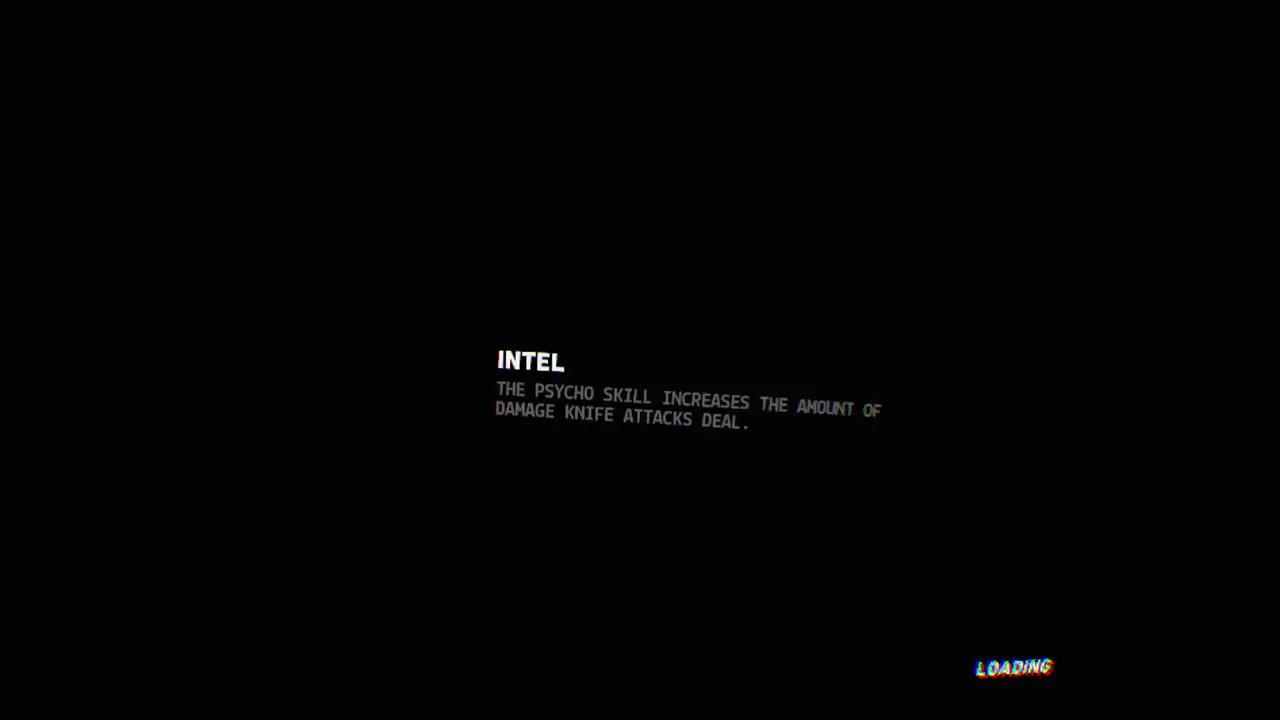 INTEL
THE PSYCHO SKILL INCREASES THE AMOUNT OF
DAMAGE KNIFE ATTACKS DEAL.
LOADING